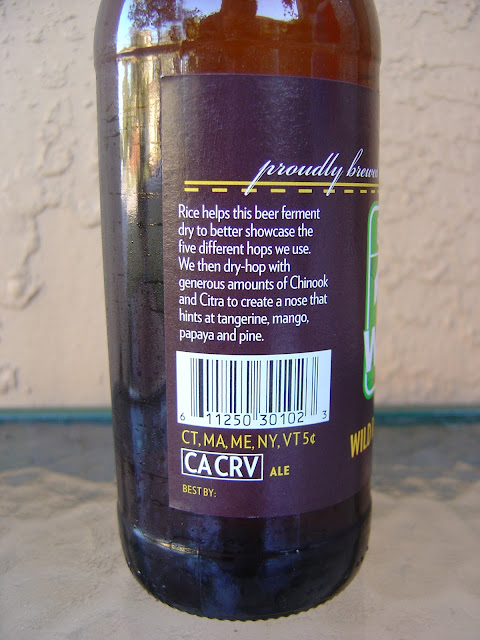 proudly brewe
Rice helps this beer ferment
dry to better showcase the
five different hops we use.
We then dry-hop with
generous amounts of Chinook
and Citra to create a nose that
hints at tangerine, mango,
papaya and pine.
6 11250 30102 3
CT, MA, ME, NY, VT 5¢
CA CRV ALE
BEST BY:
WILD